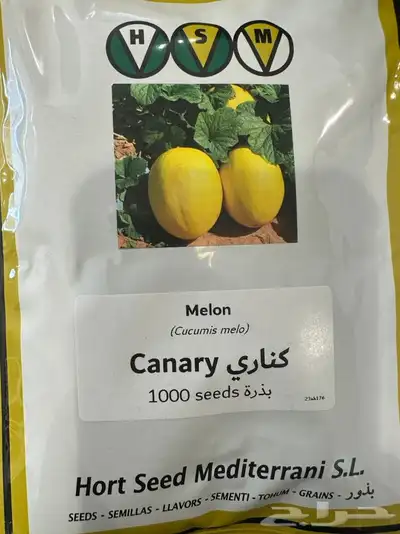 H S M
Melon
(Cucumis melo)
Canary كناري
1000 seeds بذرة
Hort Seed Mediterrani S.L.
SEEDS - SEMILLAS - LLAVORS - SEMENTI - TOHUM - GRAINS - بذور
حراج